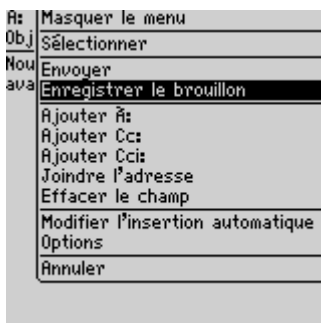 A: Masquer le menu
Obj Sélectionner
Nou Envoyer
ava Enregistrer le brouillon
Ajouter À:
Ajouter Cc:
Ajouter Cci:
Joindre l'adresse
Effacer le champ
Modifier l'insertion automatique
Options
Annuler